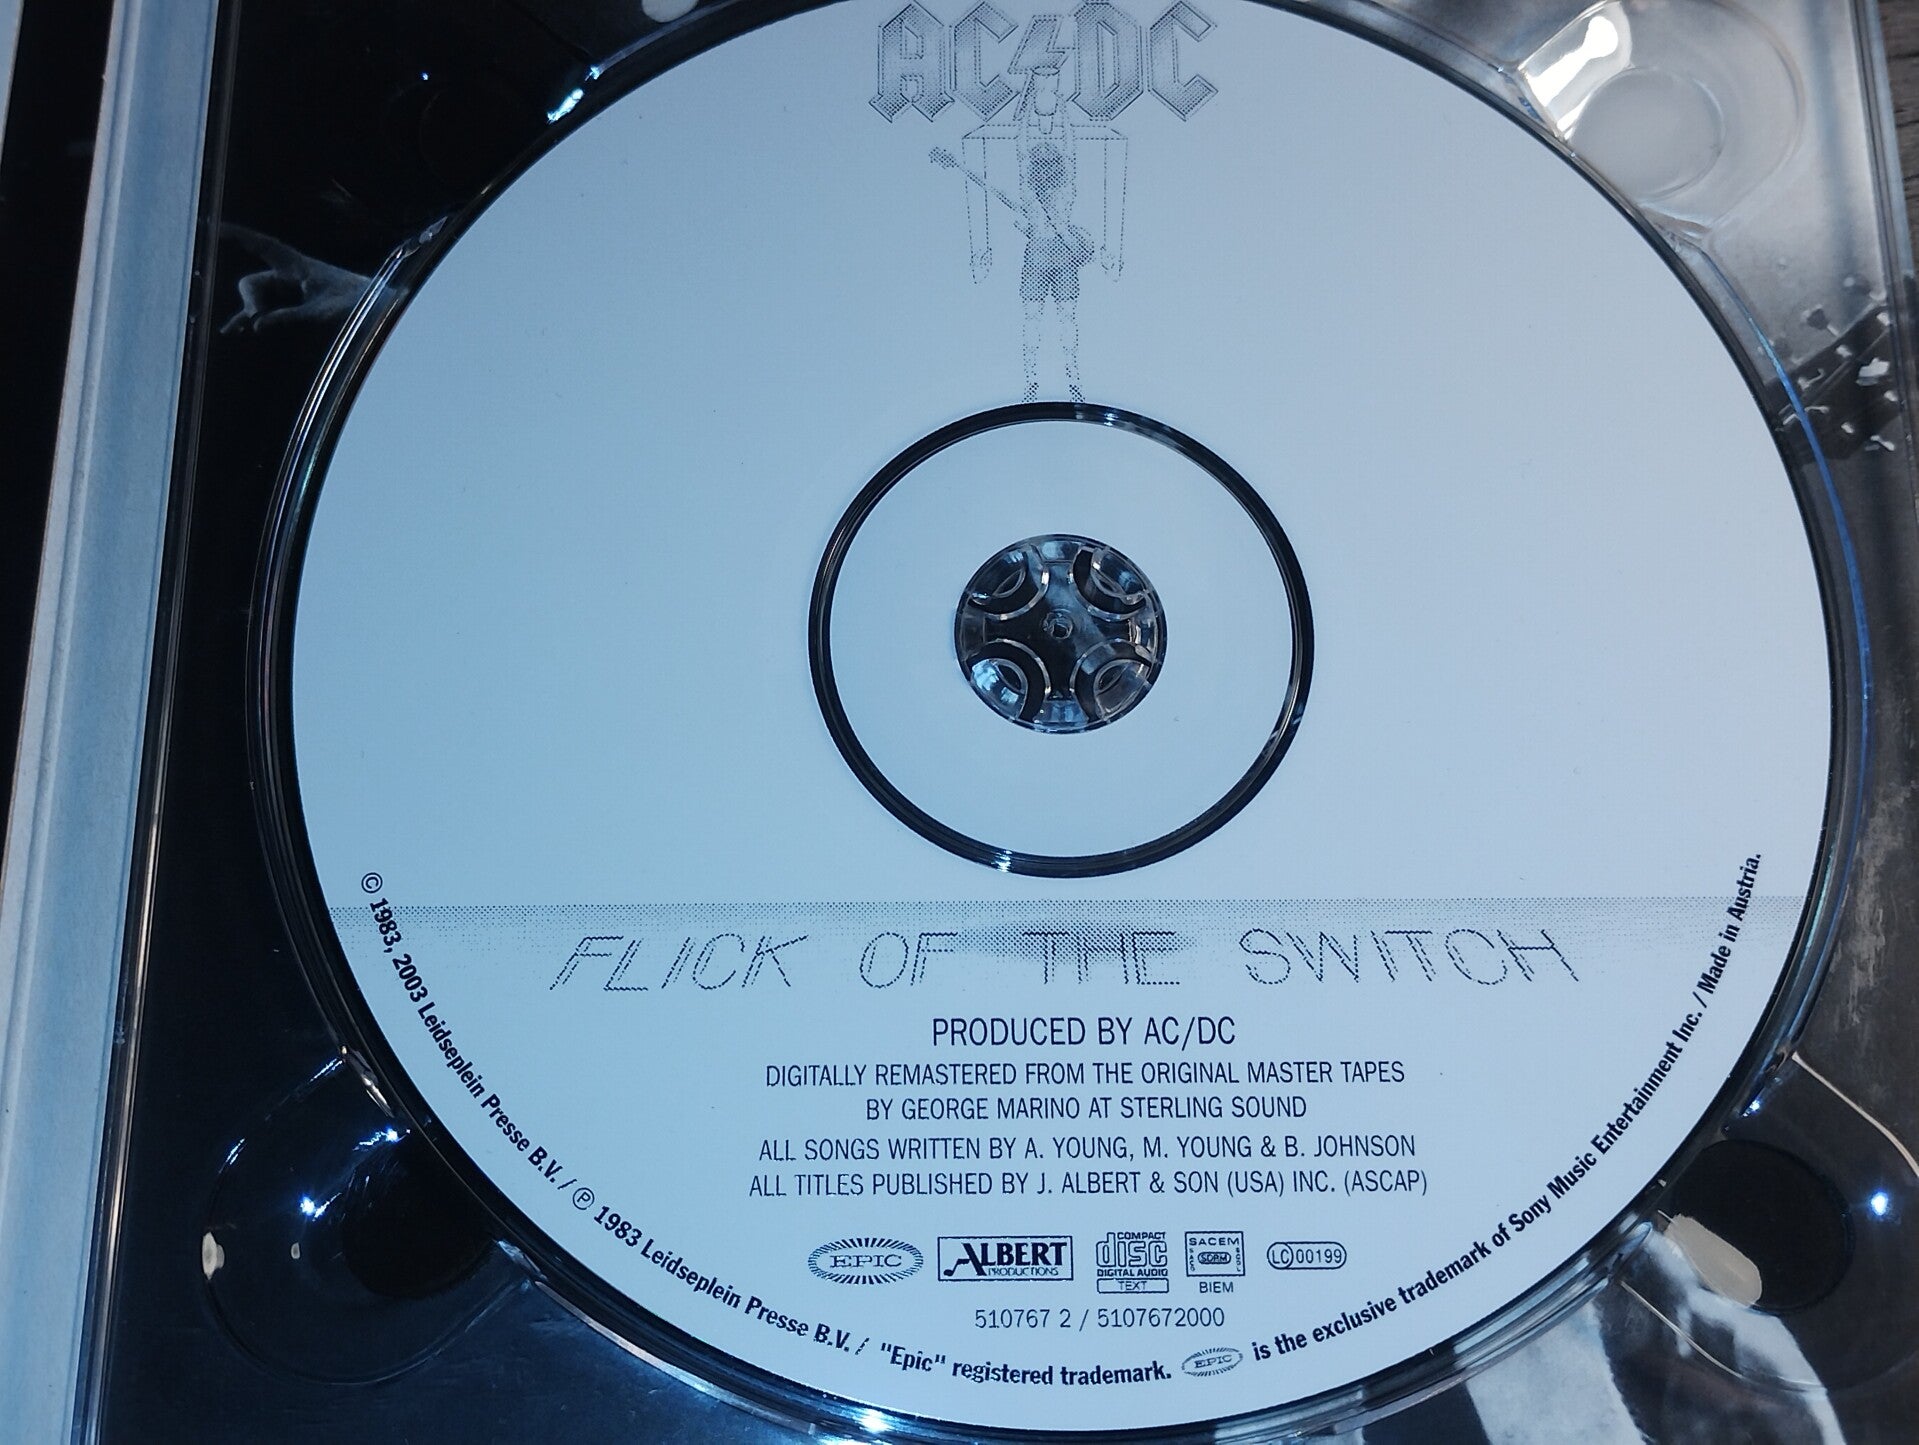 AC DC
FLICK OF THE SWITCH
PRODUCED BY AC/DC
DIGITALLY REMASTERED FROM THE ORIGINAL MASTER TAPES
BY GEORGE MARINO AT STERLING SOUND
ALL SONGS WRITTEN BY A. YOUNG, M. YOUNG & B. JOHNSON
ALL TITLES PUBLISHED BY J. ALBERT & SON (USA) INC. (ASCAP)
EPIC
ALBERT
PRODUCTIONS
COMPACT
disc
DIGITAL AUDIO
TEXT
SACEM
SDRM
BIEM
LC 00199
510767 2 / 5107672000
© 1983, 2003 Leidseplein Presse B.V. / ℗ 1983 Leidseplein Presse B.V. / "Epic" registered trademark. EPIC is the exclusive trademark of Sony Music Entertainment Inc. / Made in Austria.